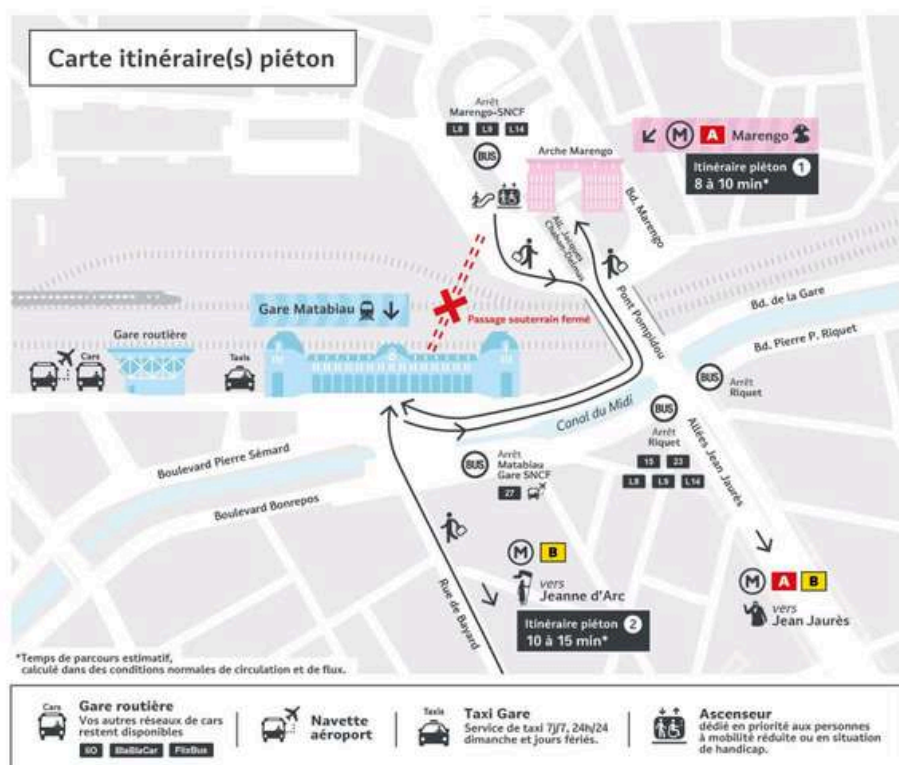 Carte itinéraire(s) piéton
Arrêt
Marengo-SNCF
L8 L9 L14
BUS
Arche Marengo
M A Marengo
Itinéraire piéton 1
8 à 10 min*
Bd. Marengo
All. Jacques
Chaban-Delmas
Gare Matabiau
Passage souterrain fermé
Pont Pompidou
Bd. de la Gare
Bd. Pierre P. Riquet
Gare routière
Cars
Taxis
BUS
Arrêt
Riquet
Canal du Midi
BUS
Arrêt
Riquet
15 23
L8 L9 L14
Allées Jean Jaurès
BUS
Arrêt
Matabiau
Gare SNCF
27
Boulevard Pierre Sémard
Boulevard Bonrepos
Rue de Bayard
M B
vers
Jeanne d'Arc
Itinéraire piéton 2
10 à 15 min*
M A B
vers
Jean Jaurès
*Temps de parcours estimatif,
calculé dans des conditions normales de circulation et de flux.
Cars
Gare routière
Vos autres réseaux de cars
restent disponibles
liO BlaBlaCar FlixBus
Navette
aéroport
Taxis
Taxi Gare
Service de taxi 7j/7, 24h/24
dimanche et jours fériés.
Ascenseur
dédié en priorité aux personnes
à mobilité réduite ou en situation
de handicap.